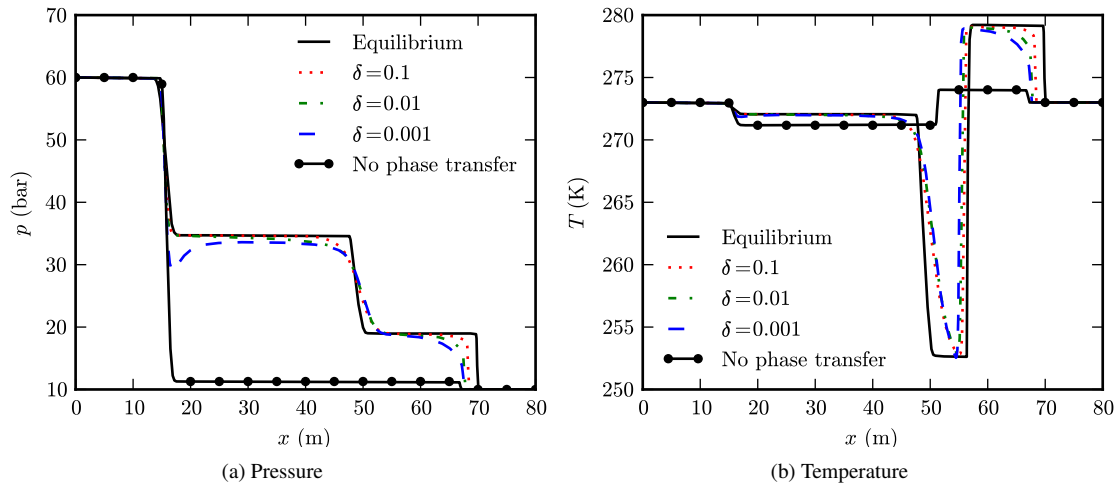 70
60
50
40
30
20
10
0 10 20 30 40 50 60 70 80
p (bar)
x (m)
Equilibrium
δ=0.1
δ=0.01
δ=0.001
No phase transfer
(a) Pressure
280
275
270
265
260
255
250
0 10 20 30 40 50 60 70 80
T (K)
x (m)
Equilibrium
δ=0.1
δ=0.01
δ=0.001
No phase transfer
(b) Temperature